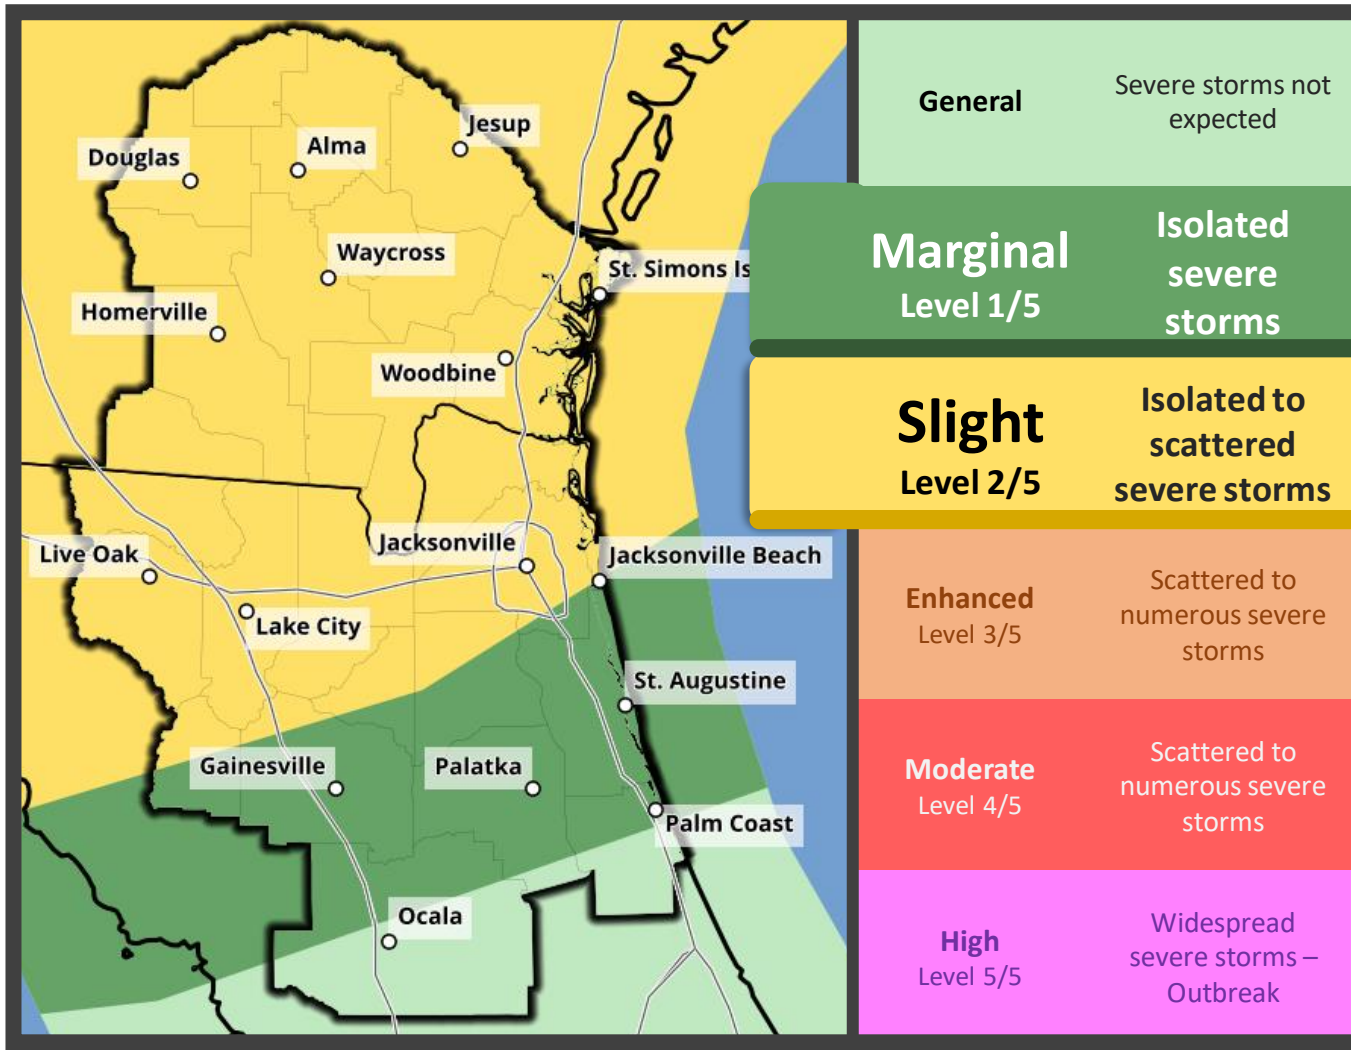 Jesup
Alma
Douglas
Waycross
St. Simons Is
Homerville
Woodbine
Jacksonville
Live Oak
Jacksonville Beach
Lake City
St. Augustine
Gainesville
Palatka
Palm Coast
Ocala
General
Severe storms not
expected
Marginal
Level 1/5
Isolated
severe
storms
Slight
Level 2/5
Isolated to
scattered
severe storms
Enhanced
Level 3/5
Scattered to
numerous severe
storms
Moderate
Level 4/5
Scattered to
numerous severe
storms
High
Level 5/5
Widespread
severe storms –
Outbreak